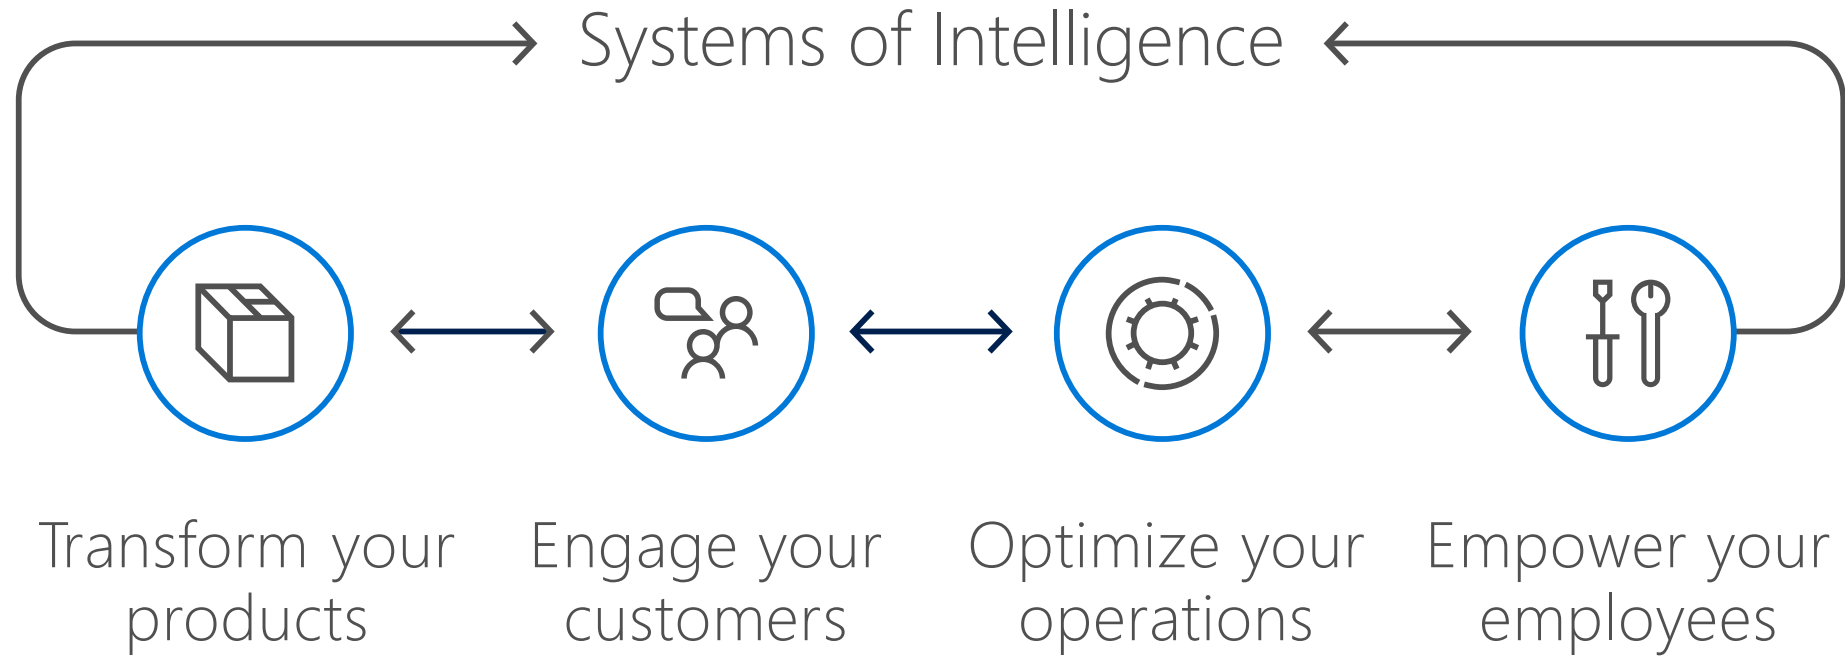 Systems of Intelligence
Transform your
products
Engage your
customers
Optimize your
operations
Empower your
employees